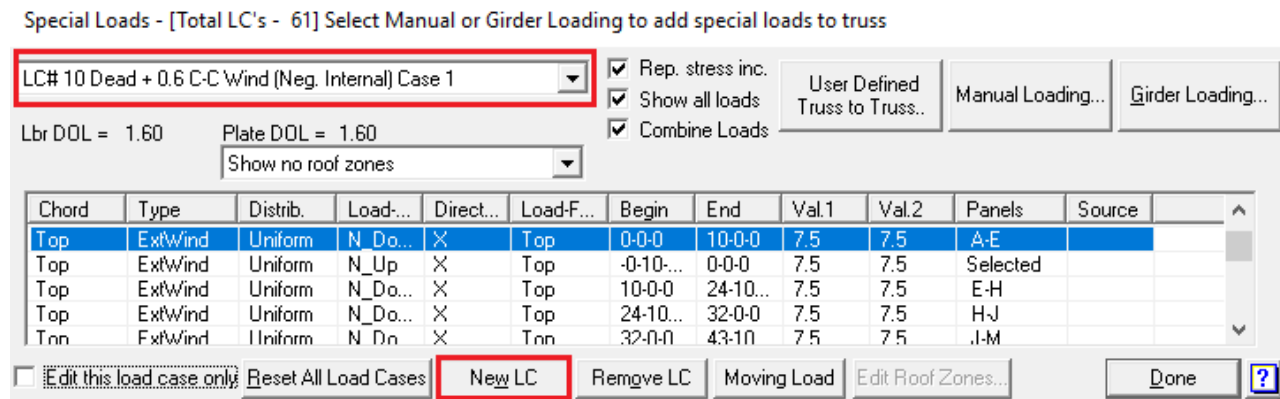 Special Loads - [Total LC's - 61] Select Manual or Girder Loading to add special loads to truss
LC# 10 Dead + 0.6 C-C Wind (Neg. Internal) Case 1
Rep. stress inc.
Show all loads
Combine Loads
User Defined
Truss to Truss..
Manual Loading...
Girder Loading...
Lbr DOL = 1.60 Plate DOL = 1.60
Show no roof zones
Chord Type Distrib. Load-... Direct... Load-F... Begin End Val.1 Val.2 Panels Source
Top ExtWind Uniform N_Do... X Top 0-0-0 10-0-0 7.5 7.5 A-E
Top ExtWind Uniform N_Up X Top -0-10-... 0-0-0 7.5 7.5 Selected
Top ExtWind Uniform N_Do... X Top 10-0-0 24-10... 7.5 7.5 E-H
Top ExtWind Uniform N_Do... X Top 24-10... 32-0-0 7.5 7.5 H-J
Top ExtWind Uniform N_Do... X Top 32-0-0 43-10 7.5 7.5 J-M
Edit this load case only Reset All Load Cases New LC Remove LC Moving Load Edit Roof Zones... Done ?